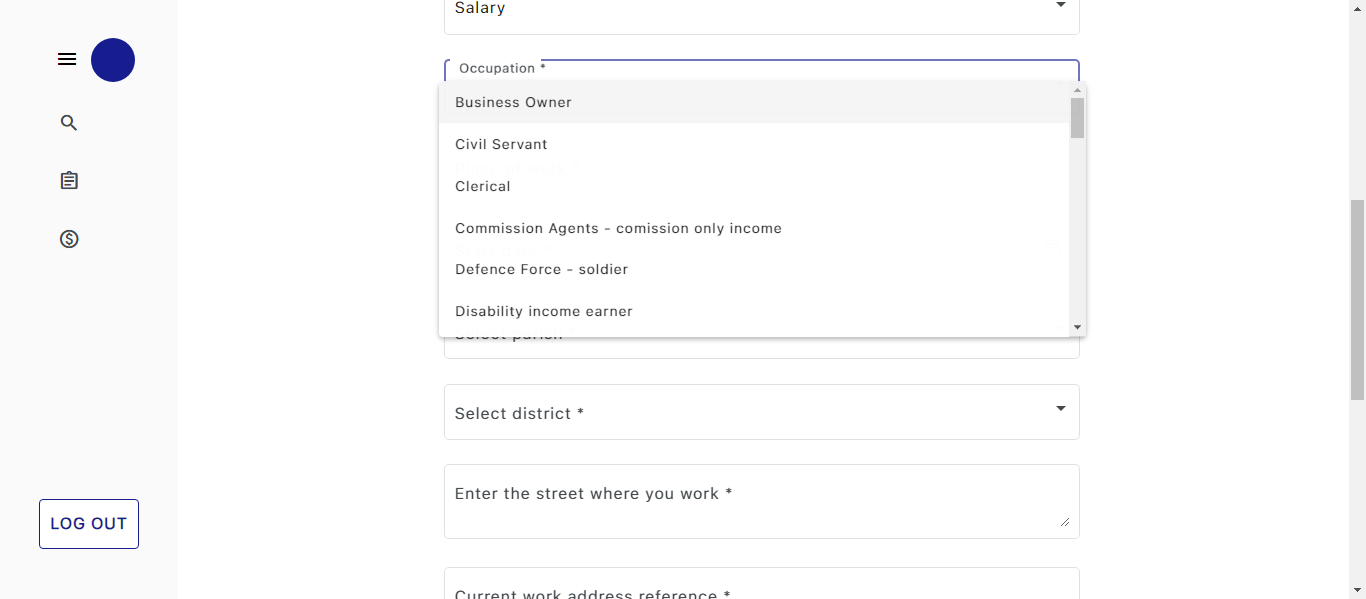 Salary
Occupation *
Business Owner
Civil Servant
Clerical
Commission Agents - comission only income
Defence Force - soldier
Disability income earner
Select parish *
Select district *
Enter the street where you work *
Current work address reference *
LOG OUT